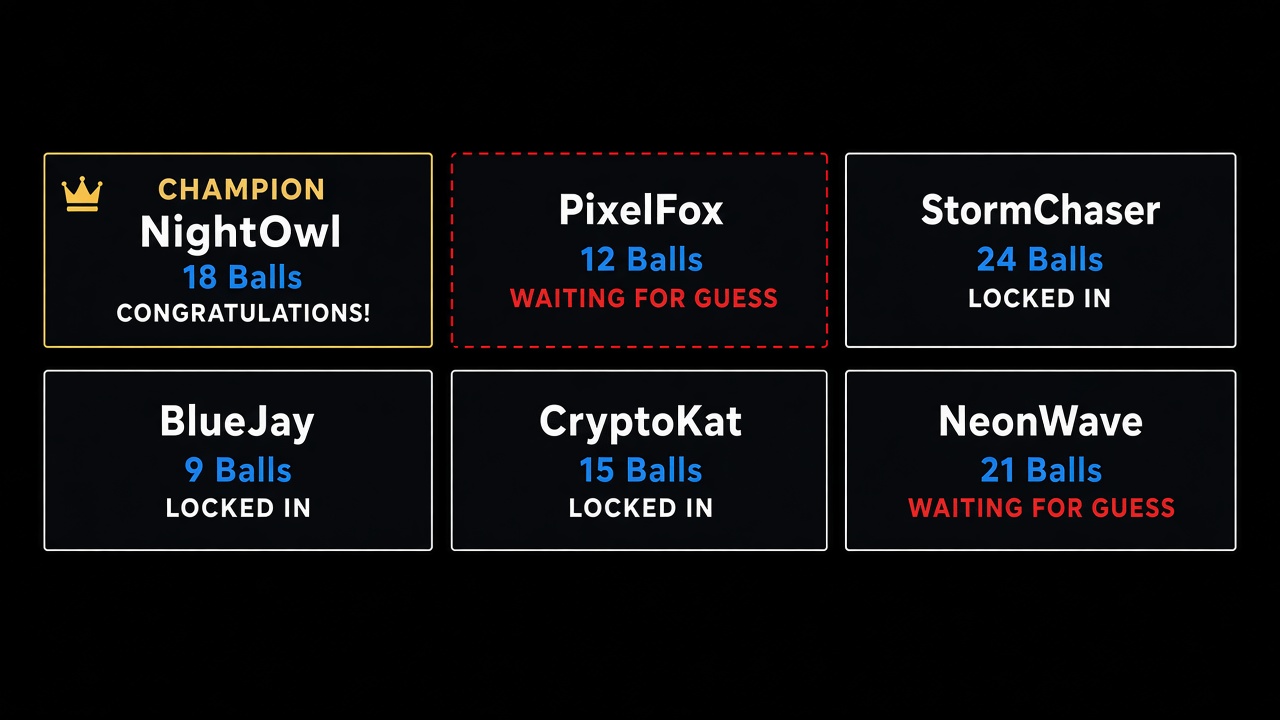 CHAMPION
NightOwl
18 Balls
CONGRATULATIONS!
PixelFox
12 Balls
WAITING FOR GUESS
StormChaser
24 Balls
LOCKED IN
BlueJay
9 Balls
LOCKED IN
CryptoKat
15 Balls
LOCKED IN
NeonWave
21 Balls
WAITING FOR GUESS